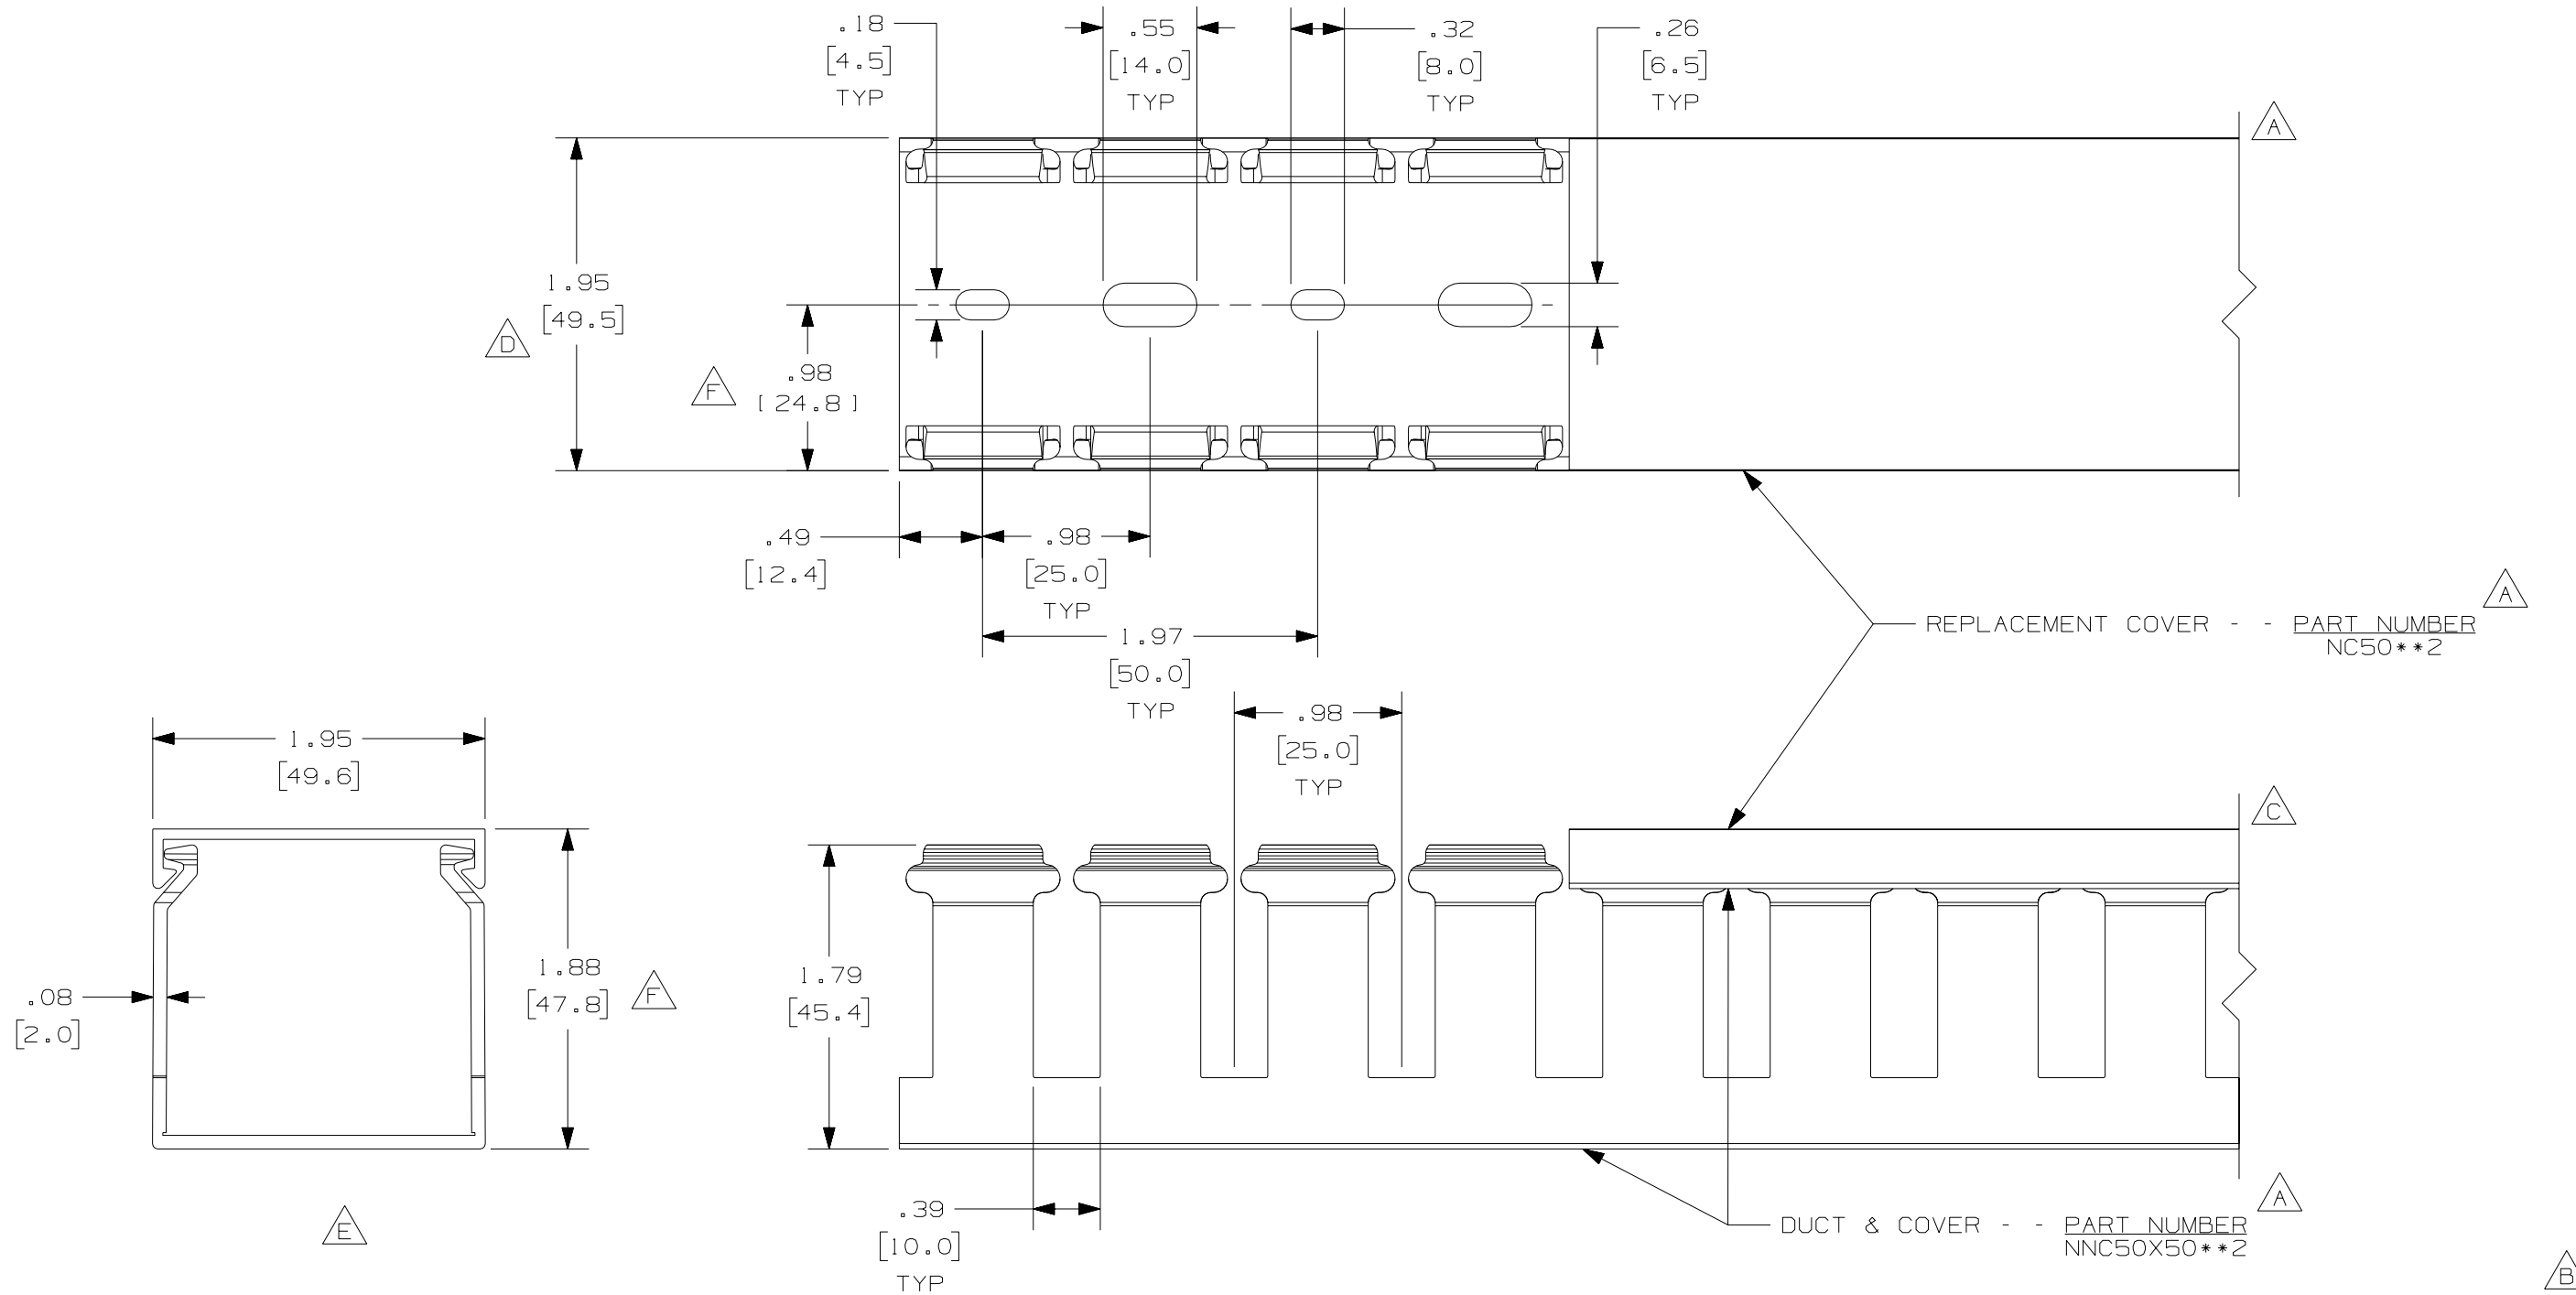 .18
[4.5]
TYP
.55
[14.0]
TYP
.32
[8.0]
TYP
.26
[6.5]
TYP
A
1.95
[49.5]
D
F
.98
[24.8]
.49
[12.4]
.98
[25.0]
TYP
1.97
[50.0]
TYP
A
REPLACEMENT COVER - - PART NUMBER
NC50**2
1.95
[49.6]
.98
[25.0]
TYP
C
.08
[2.0]
1.88
[47.8]
F
1.79
[45.4]
E
.39
[10.0]
TYP
A
DUCT & COVER - - PART NUMBER
NNC50X50**2
B